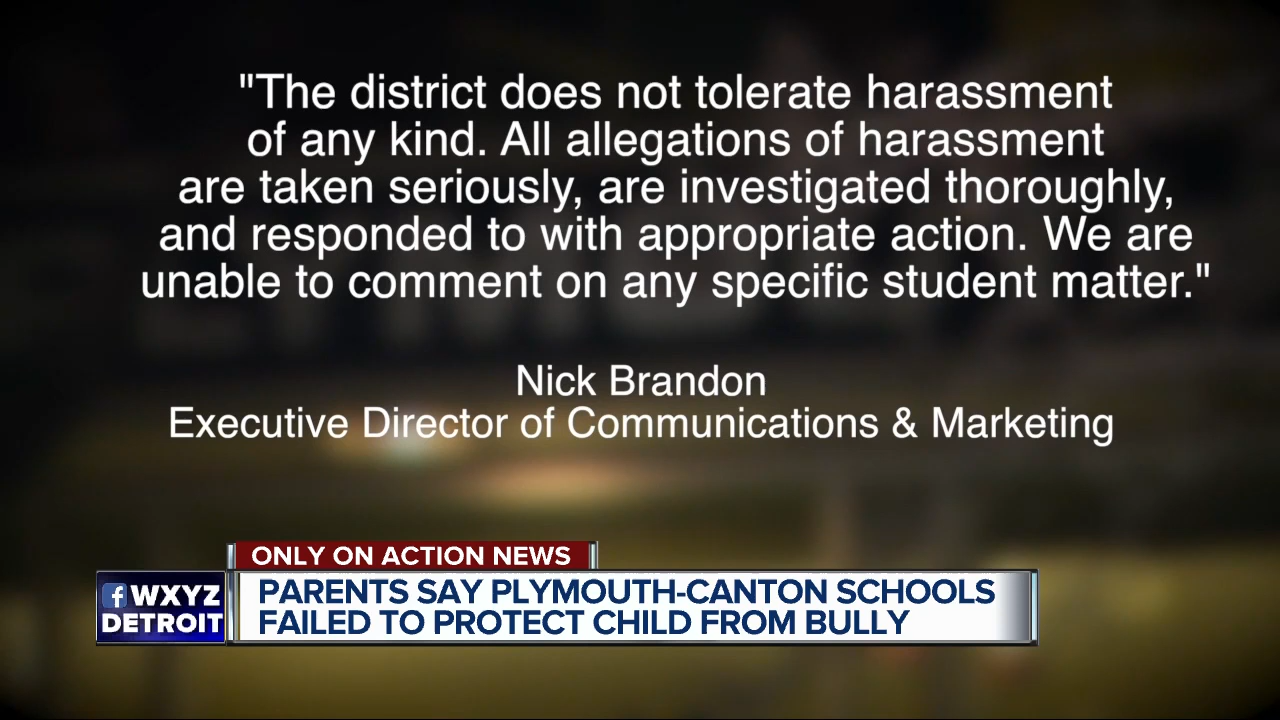 "The district does not tolerate harassment
of any kind. All allegations of harassment
are taken seriously, are investigated thoroughly,
and responded to with appropriate action. We are
unable to comment on any specific student matter."
Nick Brandon
Executive Director of Communications & Marketing
ONLY ON ACTION NEWS
f WXYZ
DETROIT
PARENTS SAY PLYMOUTH-CANTON SCHOOLS
FAILED TO PROTECT CHILD FROM BULLY